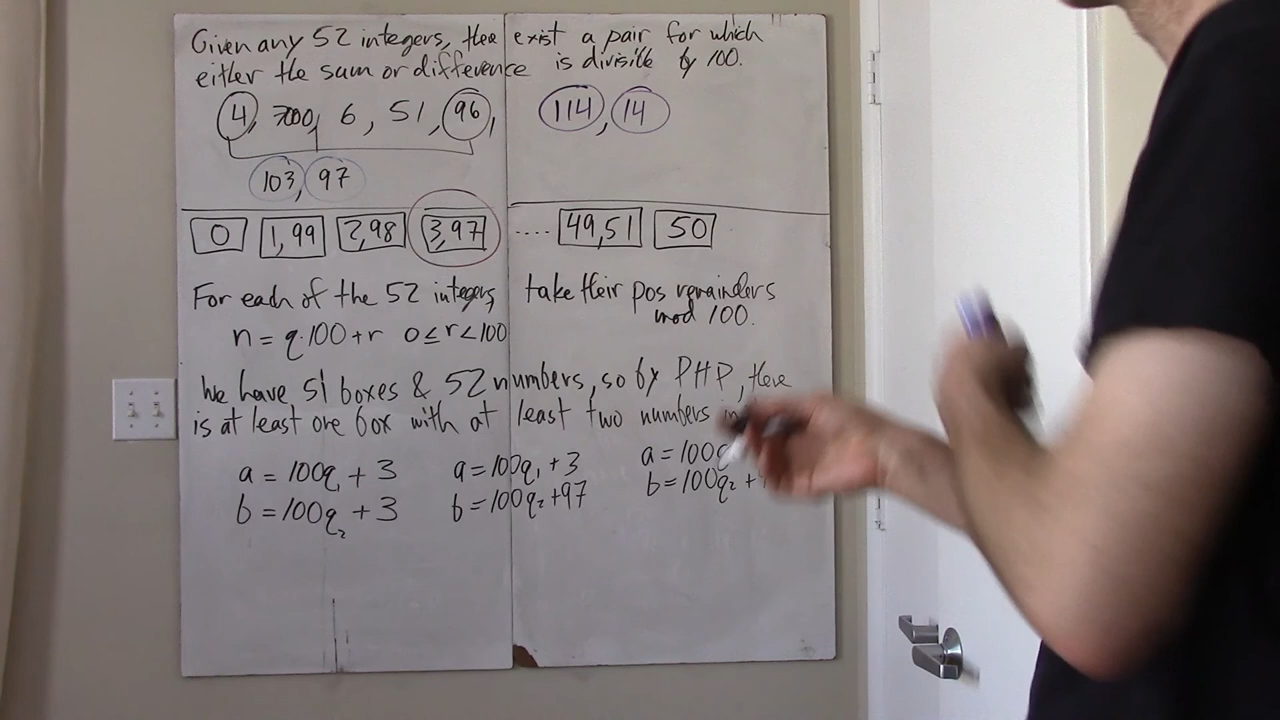 Given any 52 integers, there exist a pair for which
either the sum or difference is divisible by 100.
4, 7000, 6, 51, 96, 114, 14
103, 97
0 1,99 2,98 3,97 .... 49,51 50
For each of the 52 integers, take their pos remainders
mod 100.
n = q·100+r 0≤r<100
We have 51 boxes & 52 numbers, so by PHP, there
is at least one box with at least two numbers
a = 100q₁ + 3 a = 100q₁ + 3 a = 100q
b = 100q₂ + 3 b = 100q₂ +97 b = 100q₂ +